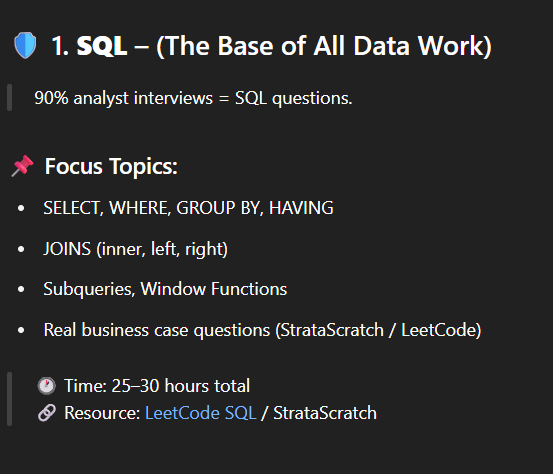 🛡️ 1. SQL – (The Base of All Data Work)
90% analyst interviews = SQL questions.
📌 Focus Topics:
• SELECT, WHERE, GROUP BY, HAVING
• JOINS (inner, left, right)
• Subqueries, Window Functions
• Real business case questions (StrataScratch / LeetCode)
🕐 Time: 25–30 hours total
🔗 Resource: LeetCode SQL / StrataScratch